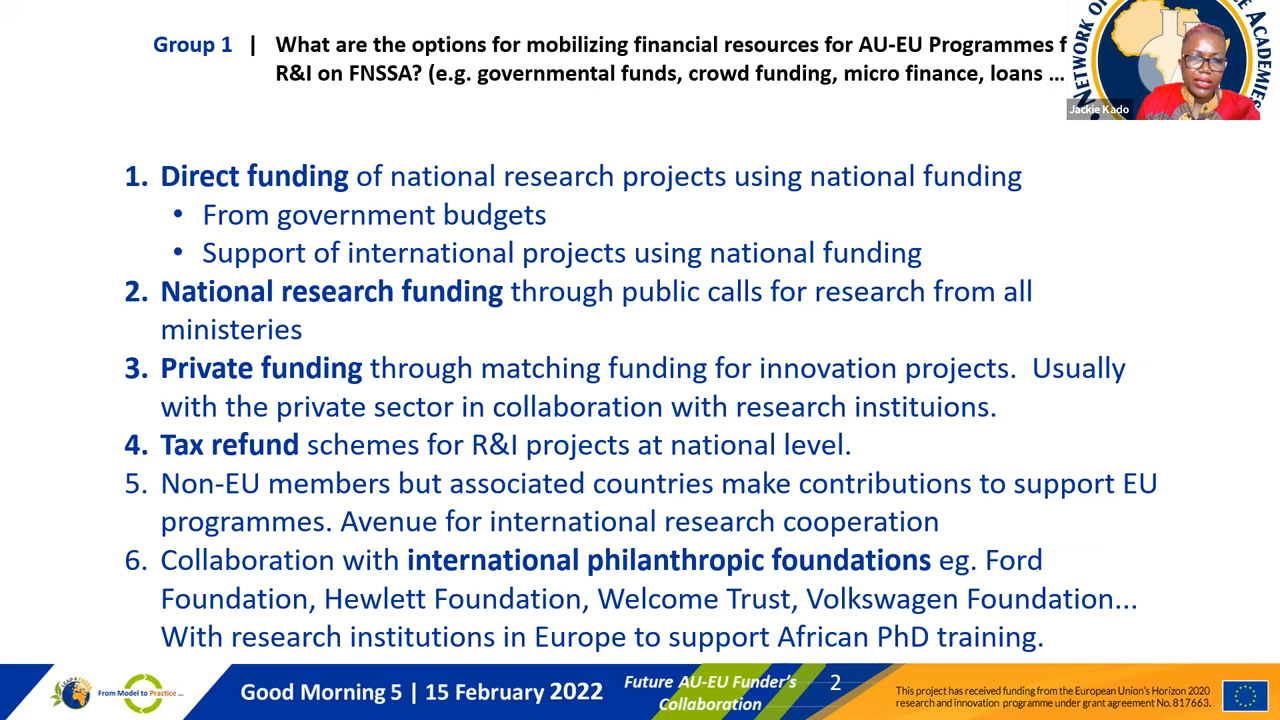 Group 1 | What are the options for mobilizing financial resources for AU-EU Programmes f
R&I on FNSSA? (e.g. governmental funds, crowd funding, micro finance, loans ...
NETWORK OF
ACADEMIES
Jackie Kado
1. Direct funding of national research projects using national funding
• From government budgets
• Support of international projects using national funding
2. National research funding through public calls for research from all
ministeries
3. Private funding through matching funding for innovation projects. Usually
with the private sector in collaboration with research instituions.
4. Tax refund schemes for R&I projects at national level.
5. Non-EU members but associated countries make contributions to support EU
programmes. Avenue for international research cooperation
6. Collaboration with international philanthropic foundations eg. Ford
Foundation, Hewlett Foundation, Welcome Trust, Volkswagen Foundation...
With research institutions in Europe to support African PhD training.
From Model to Practice ...
Good Morning 5 | 15 February 2022
Future AU-EU Funder's
Collaboration
2
This project has received funding from the European Union's Horizon 2020
research and innovation programme under grant agreement No. 817663.